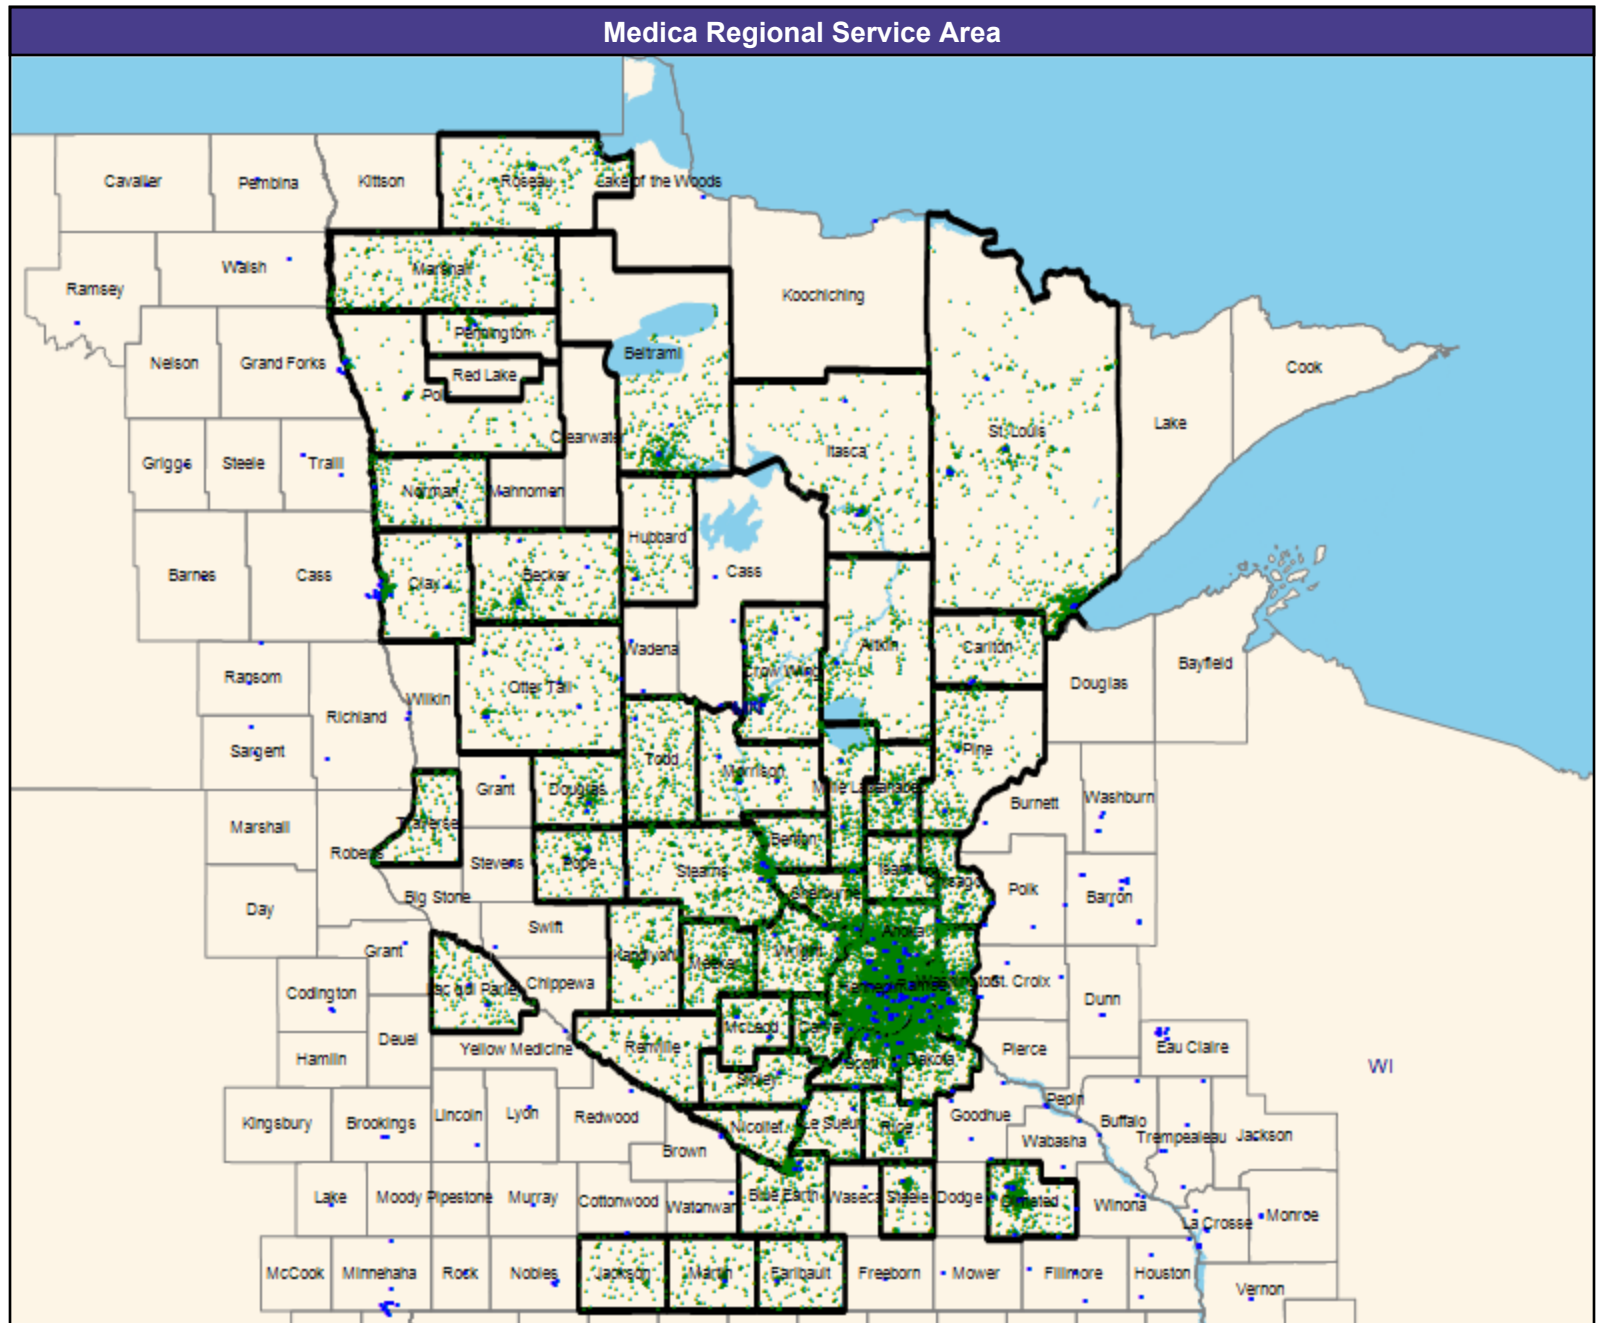 Medica Regional Service Area
Cavalier
Pembina
Kittson
Roseau
Lake of the Woods
Ramsey
Walsh
Marshall
Koochiching
Nelson
Grand Forks
Pennington
Red Lake
Beltrami
Cook
Lake
Griggs
Steele
Traill
Clearwater
Itasca
St. Louis
Norman
Mahnomen
Barnes
Cass
Clay
Becker
Hubbard
Cass
Ransom
Richland
Wilkin
Otter Tail
Wadena
Crow Wing
Aitkin
Carlton
Douglas
Bayfield
Sargent
Grant
Douglas
Todd
Morrison
Pine
Burnett
Washburn
Marshall
Traverse
Roberts
Stevens
Pope
Stearns
Benton
Polk
Barron
Day
Big Stone
Swift
Sherburne
Anoka
Grant
Kandiyohi
Meeker
Wright
Codington
Lac qui Parle
Chippewa
Ramsey
St. Croix
Dunn
Deuel
Hamlin
Yellow Medicine
Renville
McLeod
Scott
Dakota
Pierce
Eau Claire
WI
Sibley
Kingsbury
Brookings
Lincoln
Lyon
Redwood
Nicollet
Le Sueur
Rice
Goodhue
Pepin
Buffalo
Trempealeau
Jackson
Brown
Wabasha
Lake
Moody
Pipestone
Murray
Cottonwood
Watonwan
Blue Earth
Waseca
Steele
Dodge
Olmsted
Winona
La Crosse
Monroe
McCook
Minnehaha
Rock
Nobles
Jackson
Martin
Faribault
Freeborn
Mower
Fillmore
Houston
Vernon